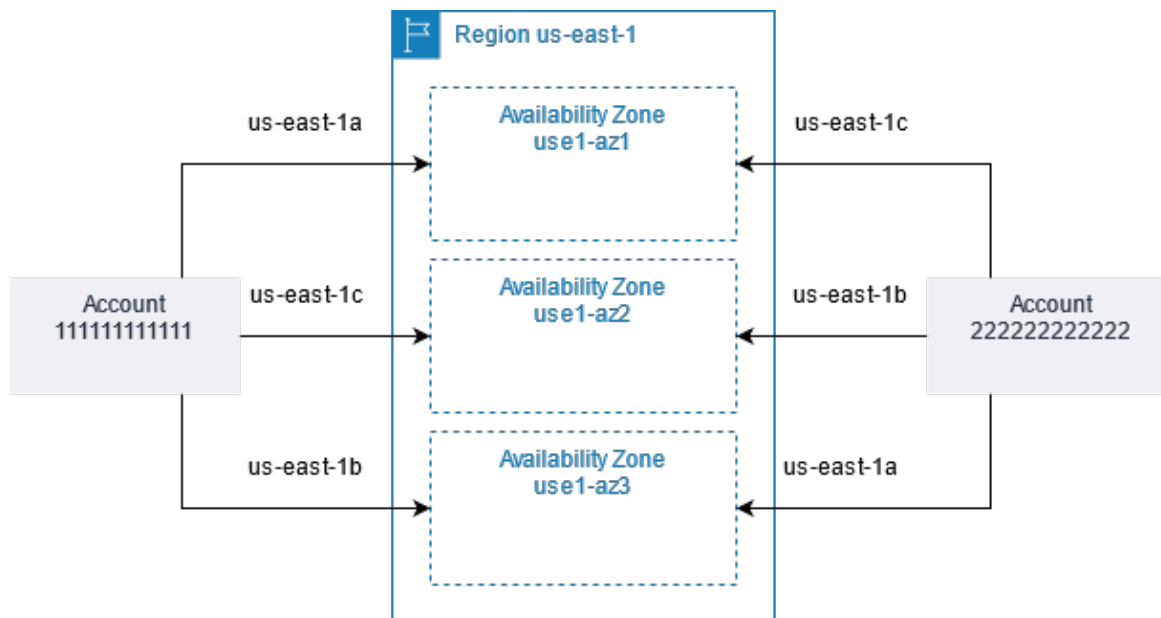 Region us-east-1
us-east-1a
Availability Zone
use1-az1
us-east-1c
Account
111111111111
us-east-1c
Availability Zone
use1-az2
us-east-1b
Account
222222222222
us-east-1b
Availability Zone
use1-az3
us-east-1a